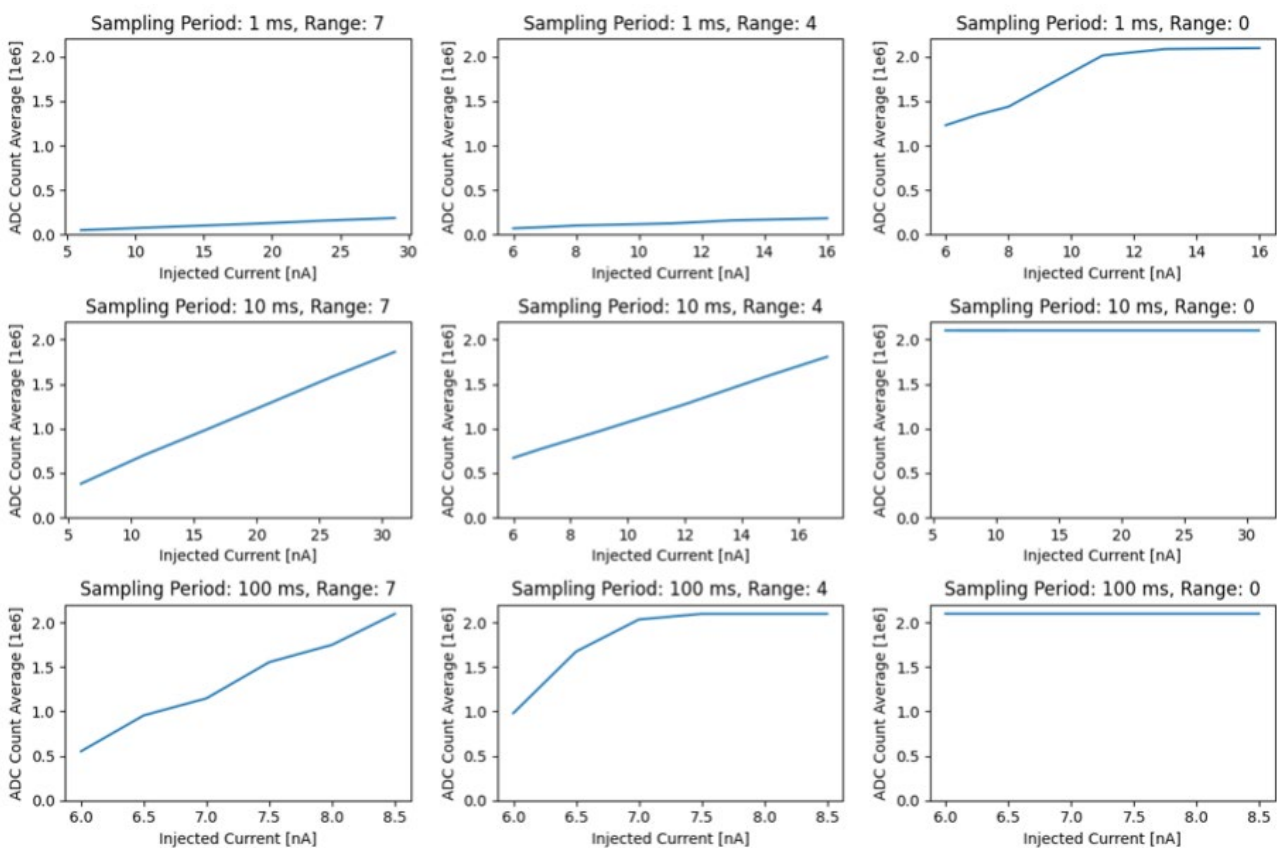 Sampling Period: 1 ms, Range: 7
ADC Count Average [1e6]
2.0
1.5
1.0
0.5
0.0
5 10 15 20 25 30
Injected Current [nA]
Sampling Period: 1 ms, Range: 4
ADC Count Average [1e6]
2.0
1.5
1.0
0.5
0.0
6 8 10 12 14 16
Injected Current [nA]
Sampling Period: 1 ms, Range: 0
ADC Count Average [1e6]
2.0
1.5
1.0
0.5
0.0
6 8 10 12 14 16
Injected Current [nA]
Sampling Period: 10 ms, Range: 7
ADC Count Average [1e6]
2.0
1.5
1.0
0.5
0.0
5 10 15 20 25 30
Injected Current [nA]
Sampling Period: 10 ms, Range: 4
ADC Count Average [1e6]
2.0
1.5
1.0
0.5
0.0
6 8 10 12 14 16
Injected Current [nA]
Sampling Period: 10 ms, Range: 0
ADC Count Average [1e6]
2.0
1.5
1.0
0.5
0.0
5 10 15 20 25 30
Injected Current [nA]
Sampling Period: 100 ms, Range: 7
ADC Count Average [1e6]
2.0
1.5
1.0
0.5
0.0
6.0 6.5 7.0 7.5 8.0 8.5
Injected Current [nA]
Sampling Period: 100 ms, Range: 4
ADC Count Average [1e6]
2.0
1.5
1.0
0.5
0.0
6.0 6.5 7.0 7.5 8.0 8.5
Injected Current [nA]
Sampling Period: 100 ms, Range: 0
ADC Count Average [1e6]
2.0
1.5
1.0
0.5
0.0
6.0 6.5 7.0 7.5 8.0 8.5
Injected Current [nA]